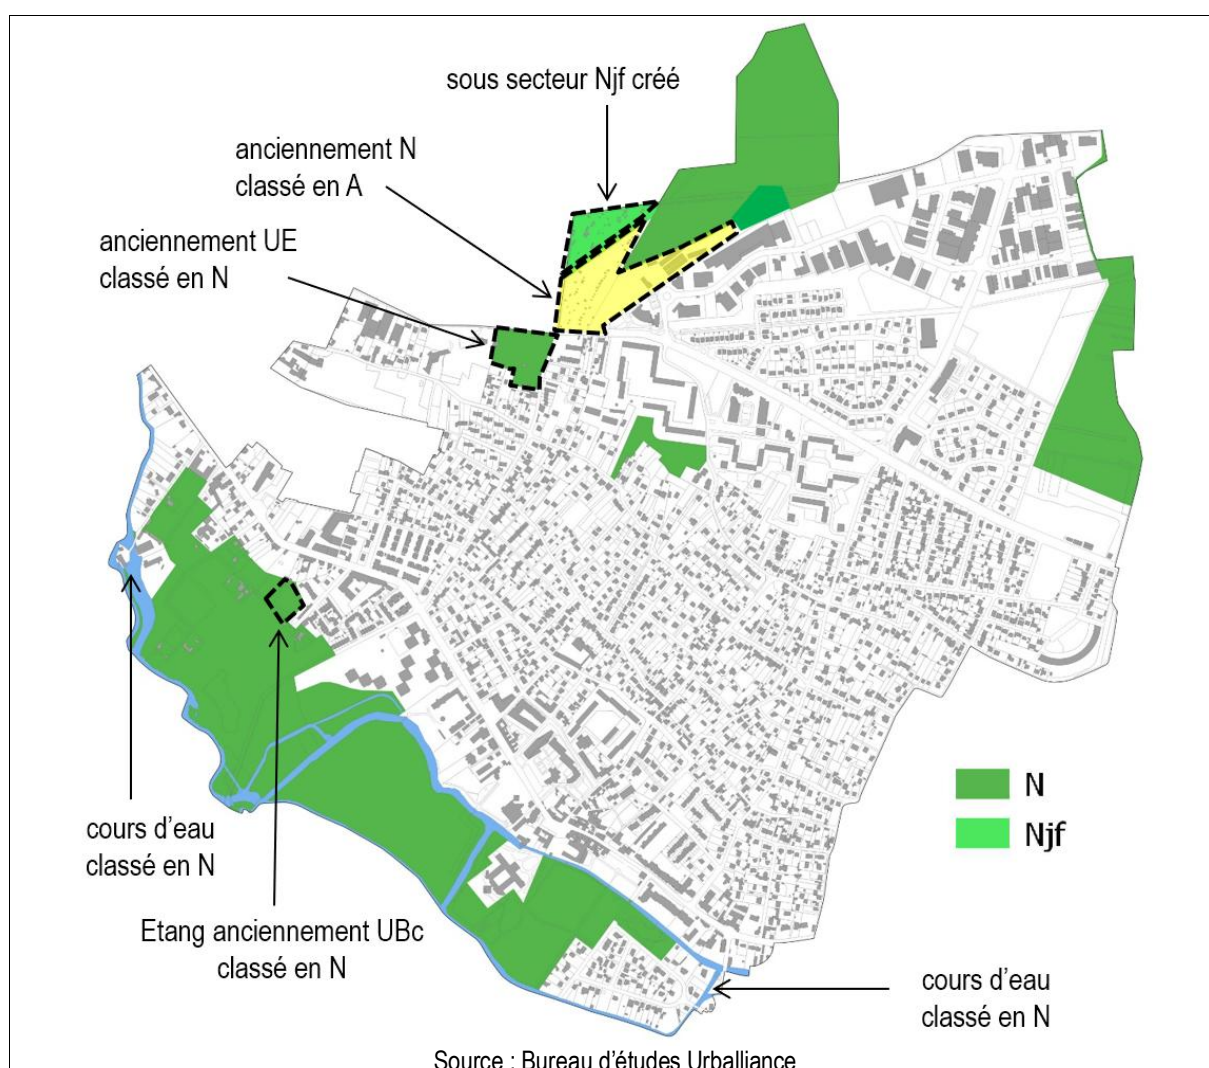 sous secteur Njf créé
anciennement N
classé en A
anciennement UE
classé en N
N
Njf
cours d'eau
classé en N
Etang anciennement UBc
classé en N
cours d'eau
classé en N
Source : Bureau d'études Urballiance